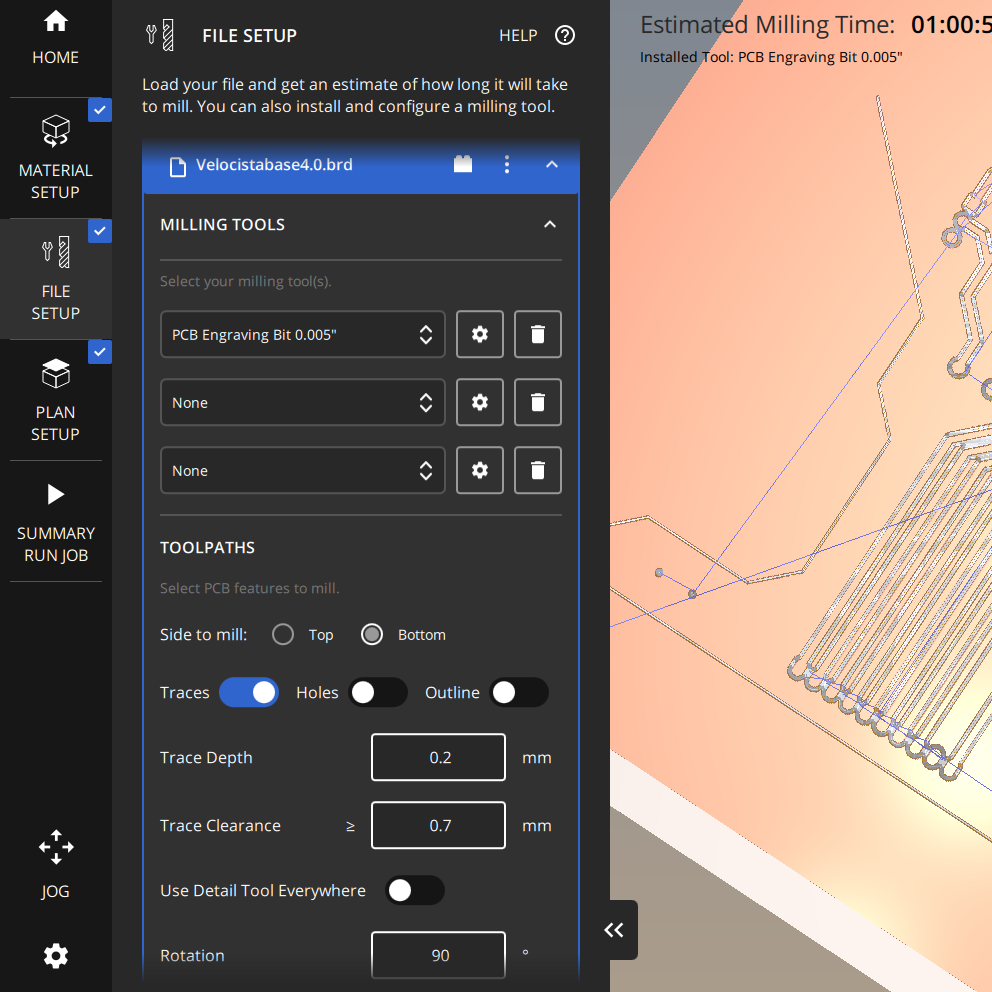 HOME
MATERIAL
SETUP
FILE
SETUP
PLAN
SETUP
SUMMARY
RUN JOB
JOG
FILE SETUP
HELP
Load your file and get an estimate of how long it will take
to mill. You can also install and configure a milling tool.
Velocistabase4.0.brd
MILLING TOOLS
Select your milling tool(s).
PCB Engraving Bit 0.005"
None
None
TOOLPATHS
Select PCB features to mill.
Side to mill: Top Bottom
Traces Holes Outline
Trace Depth 0.2 mm
Trace Clearance ≥ 0.7 mm
Use Detail Tool Everywhere
Rotation 90 °
Estimated Milling Time: 01:00:5
Installed Tool: PCB Engraving Bit 0.005"